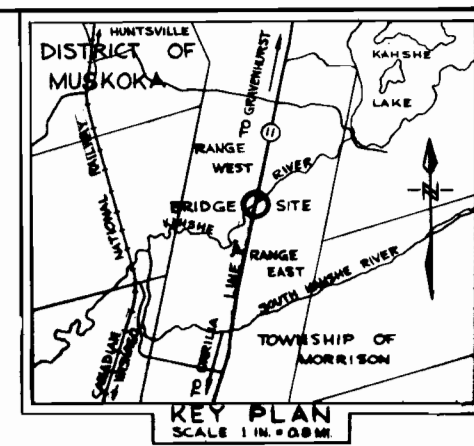 HUNTSVILLE
DISTRICT OF
MUSKOKA
TO GRAVENHURST
KAHSHE
LAKE
11
RANGE
WEST
RIVER
NATIONAL RAILWAY
BRIDGE SITE
KAHSHE
N
LINE
RANGE
EAST
SOUTH KAHSHE RIVER
TOWNSHIP OF
MORRISON
CANADIAN
TO ORILLIA
KEY PLAN
SCALE 1 IN. = 0.8 MI.